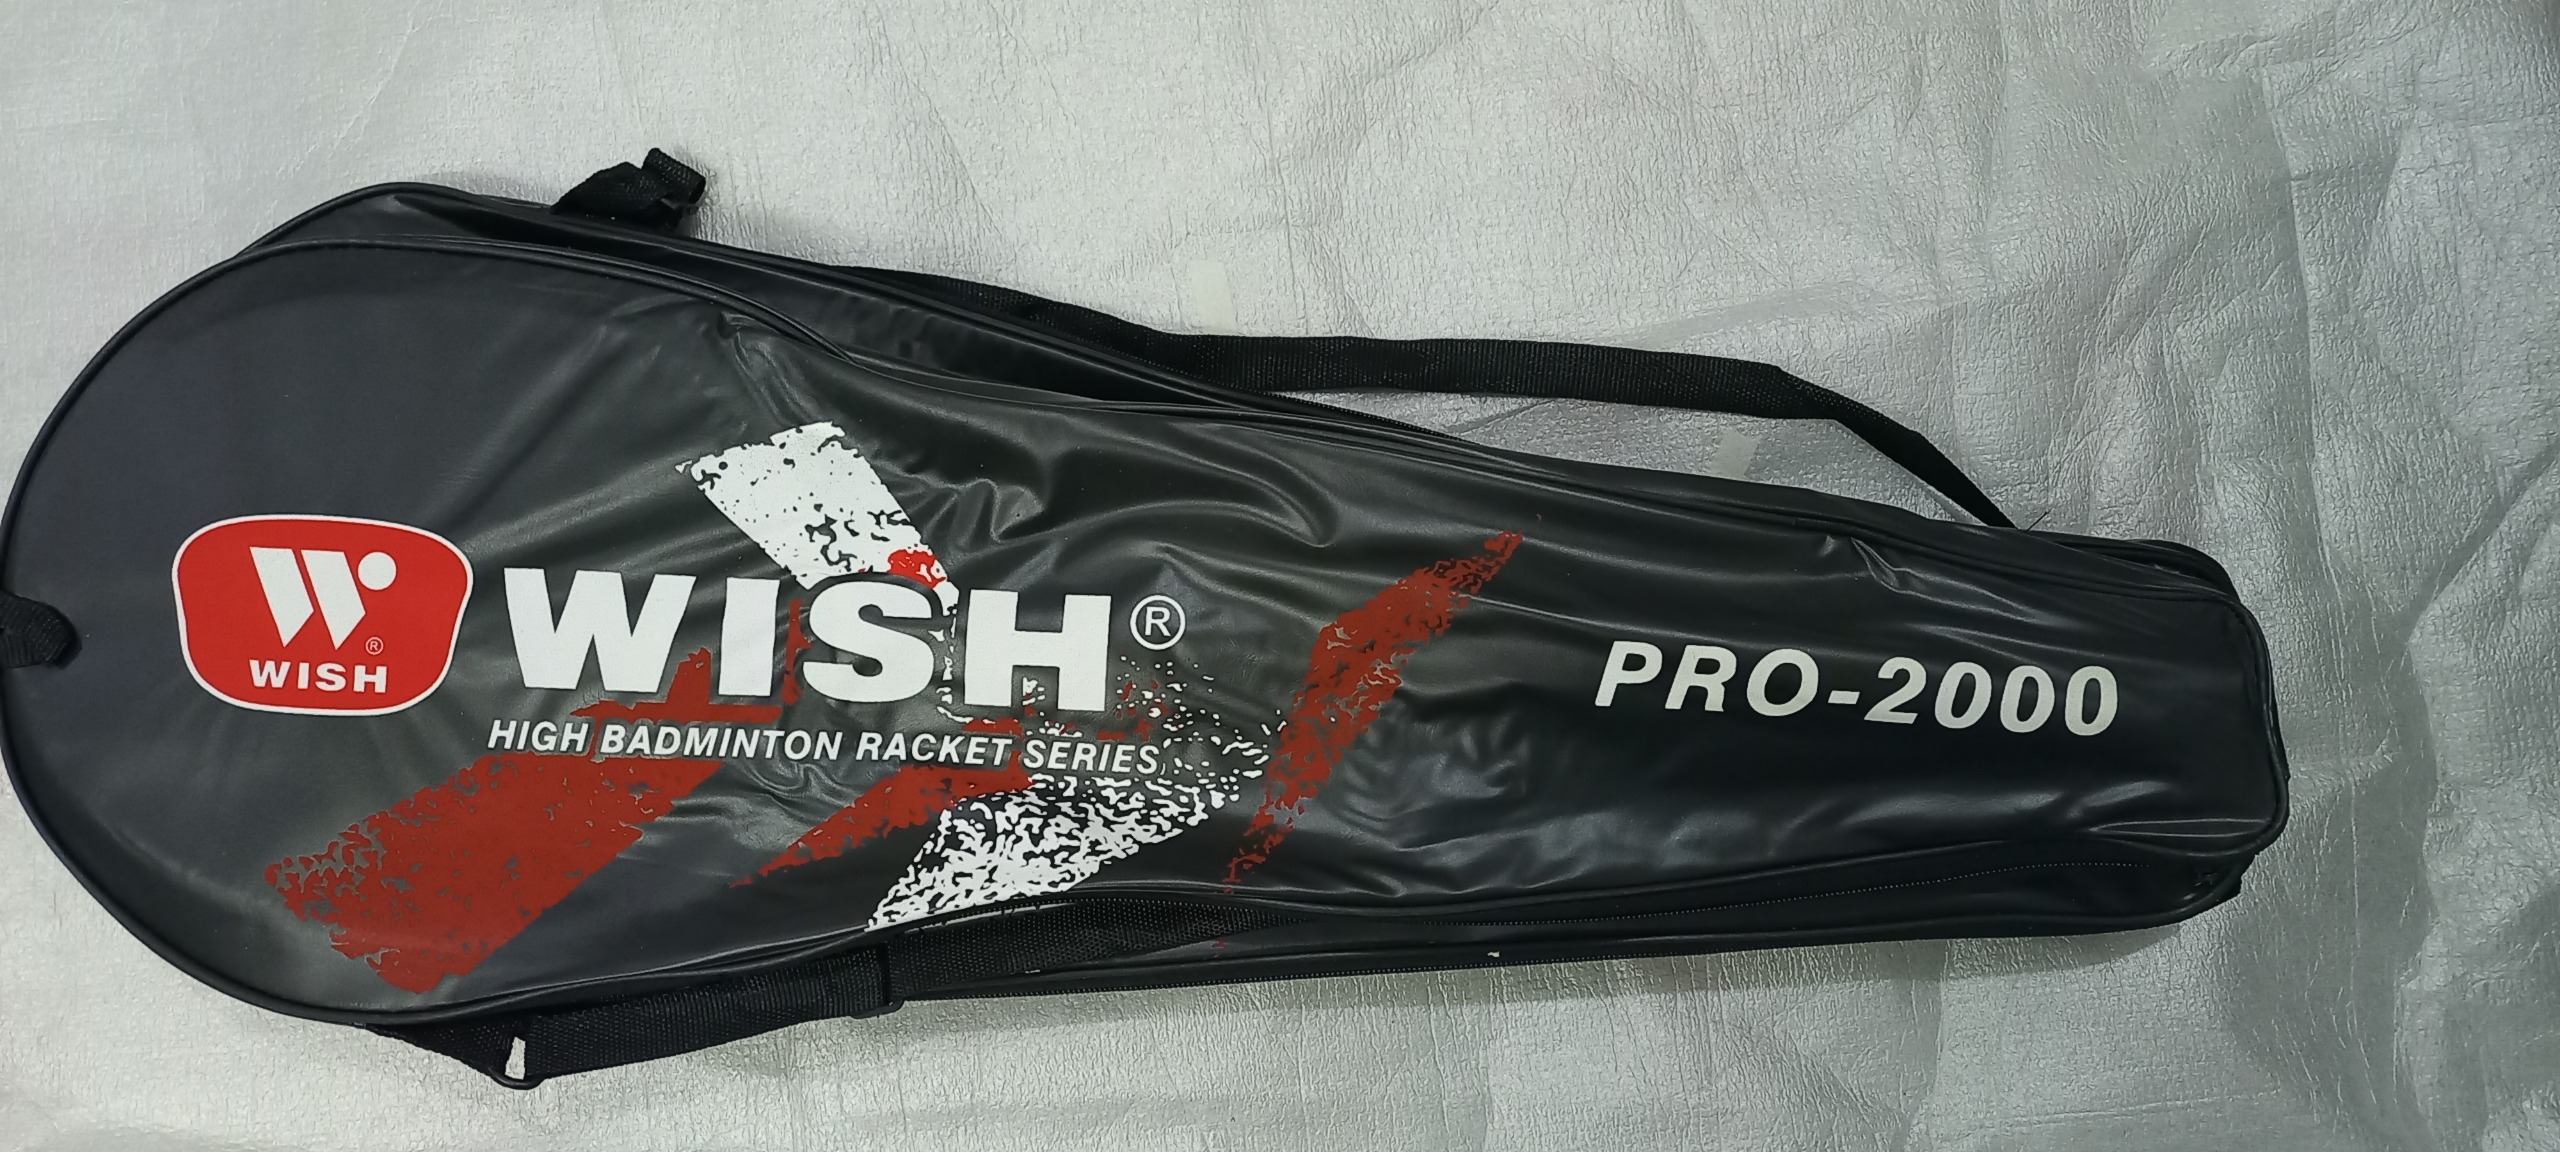 W®
WISH
WISH®
HIGH BADMINTON RACKET SERIES
PRO-2000